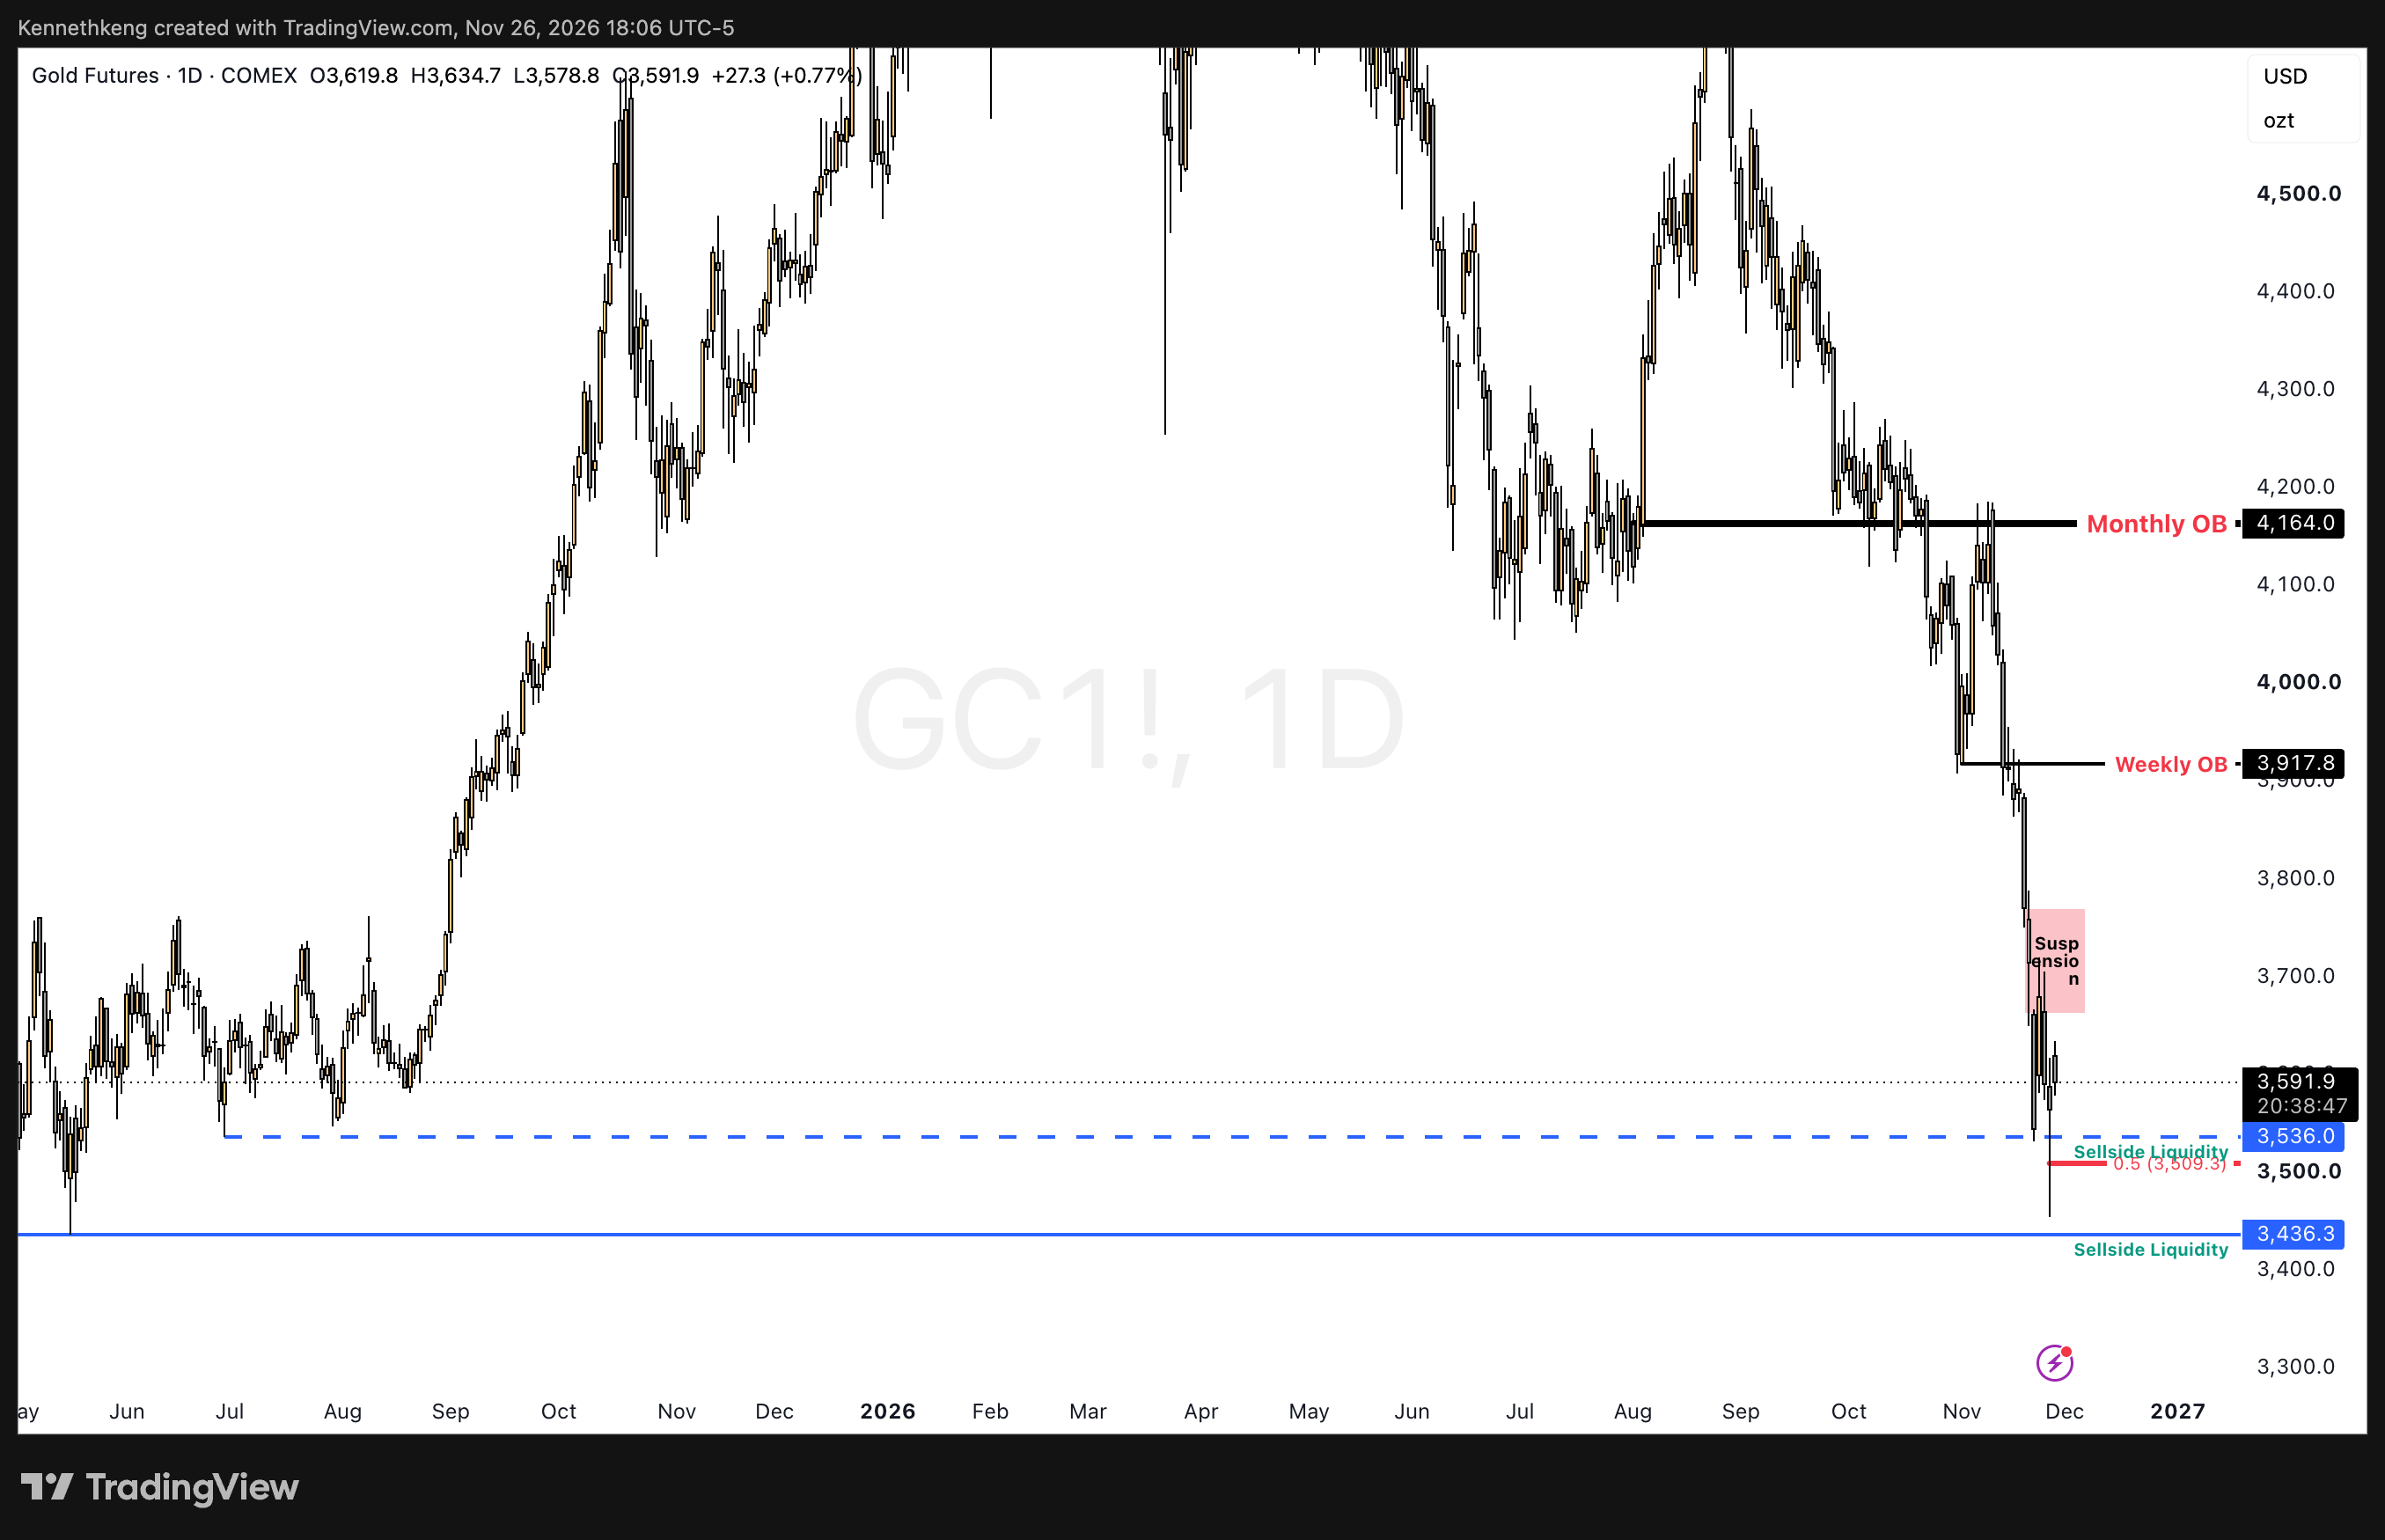 Kennethkeng created with TradingView.com, Nov 26, 2026 18:06 UTC-5
Gold Futures · 1D · COMEX O3,619.8 H3,634.7 L3,578.8 C3,591.9 +27.3 (+0.77%)
USD
ozt
4,500.0
4,400.0
4,300.0
4,200.0
Monthly OB
4,164.0
4,100.0
4,000.0
GC1!, 1D
Weekly OB
3,917.8
3,900.0
3,800.0
Susp
ensio
n
3,700.0
3,591.9
20:38:47
3,536.0
Sellside Liquidity
0.5 (3,509.3)
3,500.0
3,436.3
Sellside Liquidity
3,400.0
3,300.0
ay Jun Jul Aug Sep Oct Nov Dec 2026 Feb Mar Apr May Jun Jul Aug Sep Oct Nov Dec 2027
TradingView